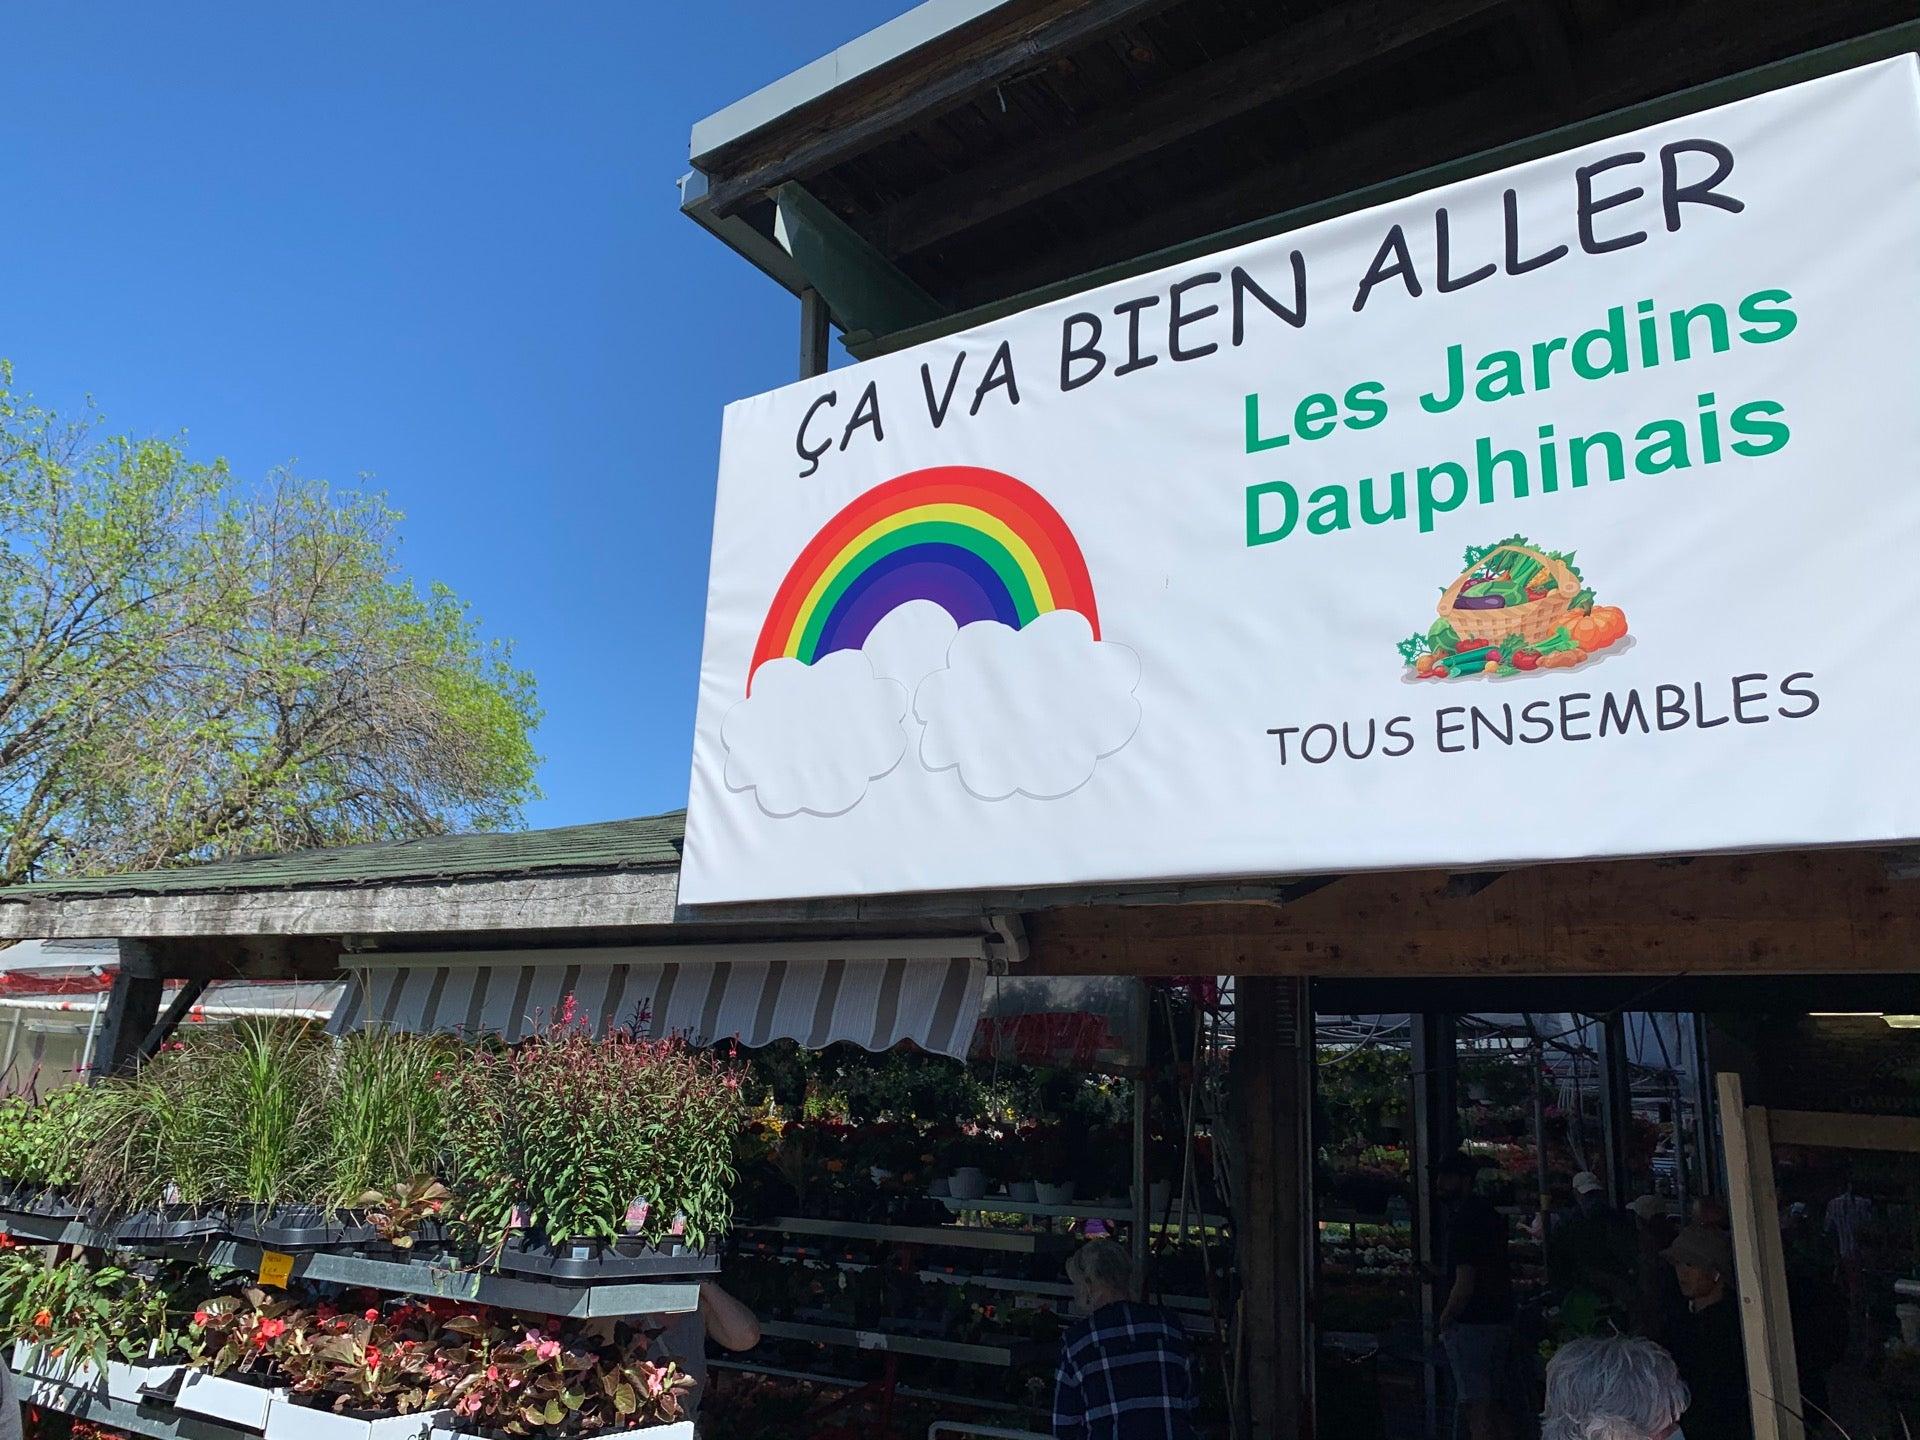 ÇA VA BIEN ALLER
Les Jardins
Dauphinais
TOUS ENSEMBLES